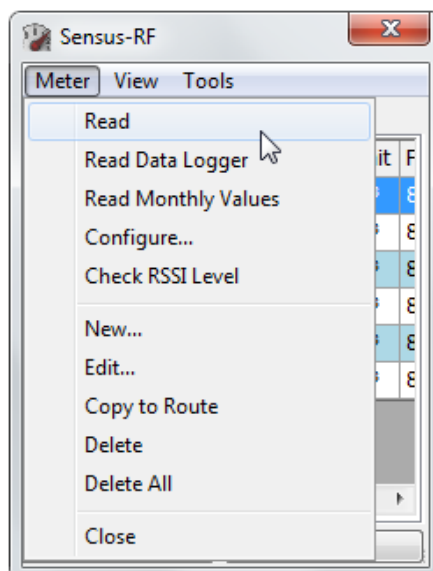 Sensus-RF
Meter View Tools
Read
Read Data Logger
Read Monthly Values
Configure...
Check RSSI Level
New...
Edit...
Copy to Route
Delete
Delete All
Close